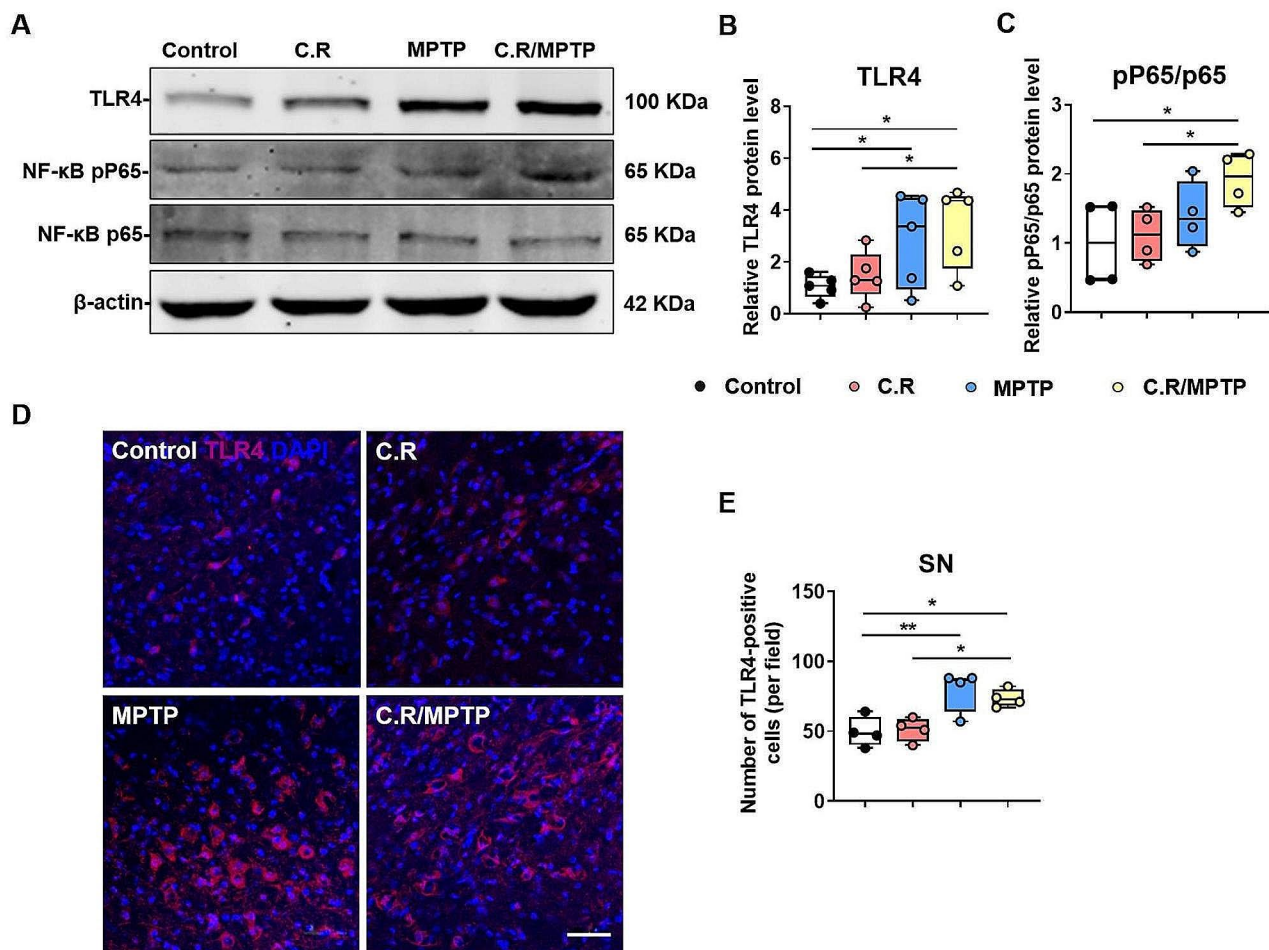 A
Control C.R MPTP C.R/MPTP
TLR4- 100 KDa
NF-κB pP65- 65 KDa
NF-κB p65- 65 KDa
β-actin- 42 KDa
B
TLR4
Relative TLR4 protein level
8
6
4
2
0
*
*
*
C
pP65/p65
Relative pP65/p65 protein level
3
2
1
0
*
*
Control C.R MPTP C.R/MPTP
D
Control TLR4 DAPI
C.R
MPTP
C.R/MPTP
E
SN
Number of TLR4-positive
cells (per field)
150
100
50
0
*
**
*